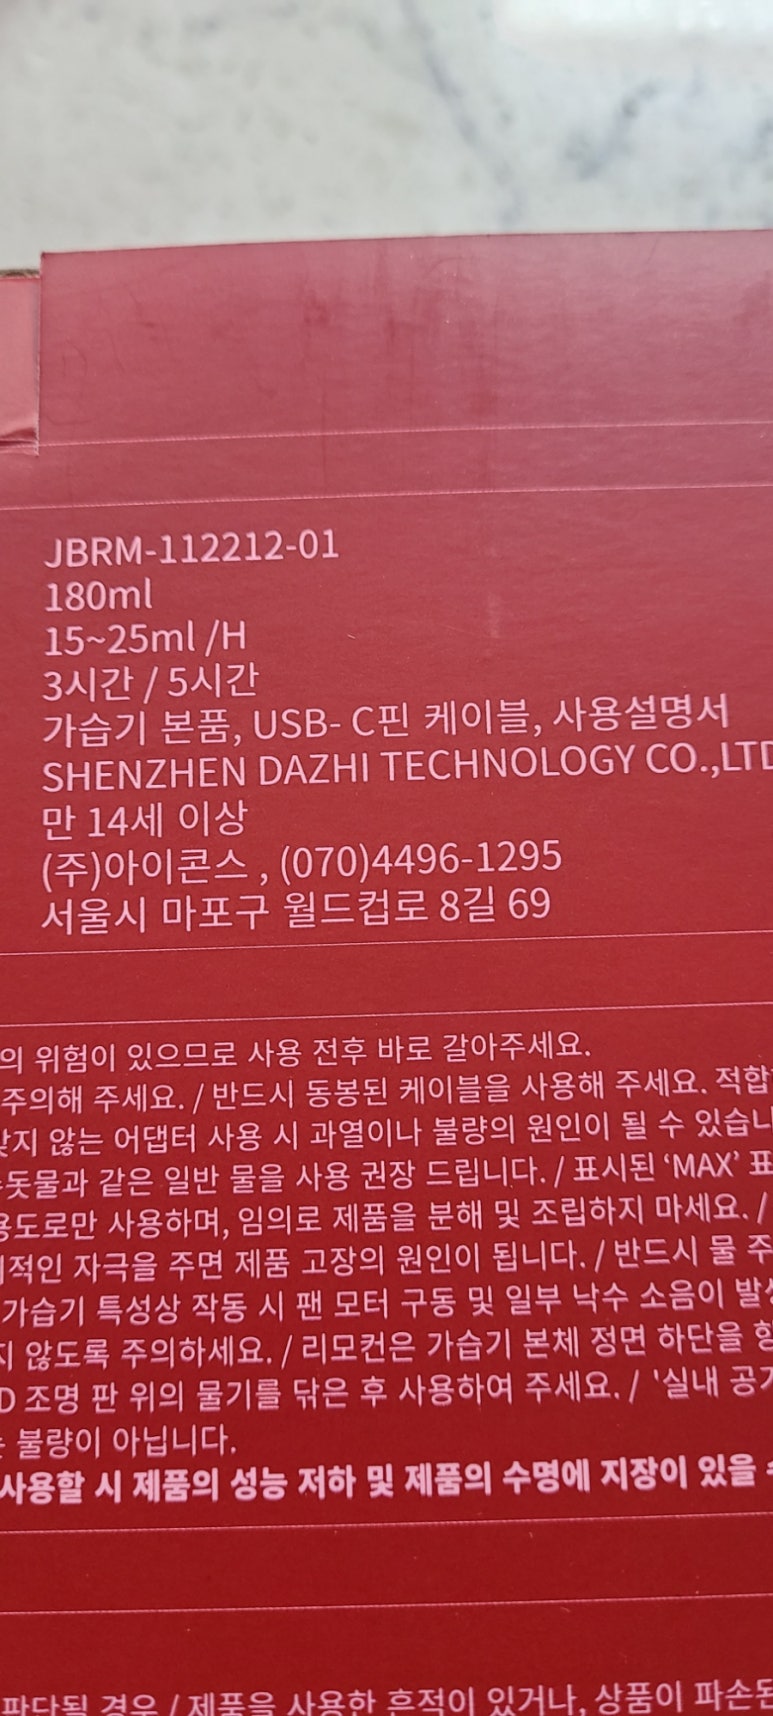 JBRM-112212-01
180ml
15~25ml /H
3시간 / 5시간
가습기 본품, USB- C핀 케이블, 사용설명서
SHENZHEN DAZHI TECHNOLOGY CO.,LTD
만 14세 이상
(주)아이콘스 , (070)4496-1295
서울시 마포구 월드컵로 8길 69
의 위험이 있으므로 사용 전후 바로 갈아주세요.
주의해 주세요. / 반드시 동봉된 케이블을 사용해 주세요. 적합
않는 어댑터 사용 시 과열이나 불량의 원인이 될 수 있습니
돗물과 같은 일반 물을 사용 권장 드립니다. / 표시된 ‘MAX’ 표
용도로만 사용하며, 임의로 제품을 분해 및 조립하지 마세요. /
적인 자극을 주면 제품 고장의 원인이 됩니다. / 반드시 물 주
가습기 특성상 작동 시 팬 모터 구동 및 일부 낙수 소음이 발
지 않도록 주의하세요. / 리모컨은 가습기 본체 정면 하단을
D 조명 판 위의 물기를 닦은 후 사용하여 주세요. / '실내 공
불량이 아닙니다.
사용할 시 제품의 성능 저하 및 제품의 수명에 지장이 있을
판단될 경우 / 제품을 사용한 흔적이 있거나, 상품이 파손된